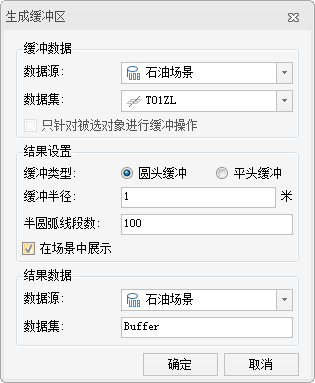 生成缓冲区
缓冲数据
数据源: 石油场景
数据集: T01ZL
只针对被选对象进行缓冲操作
结果设置
缓冲类型: 圆头缓冲 平头缓冲
缓冲半径: 1 米
半圆弧线段数: 100
在场景中展示
结果数据
数据源: 石油场景
数据集: Buffer
确定 取消